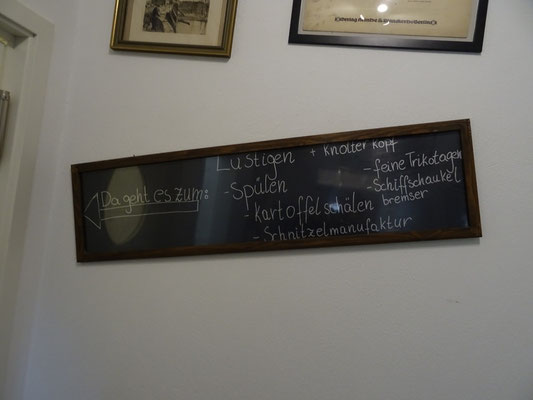 Da geht es zum:
Lustigen
-Spülen
-Kartoffelschälen
-Schnitzelmanufaktur
+ Knolter Kopf
-feine Trikotagen
-Schiffschaukel
bremser